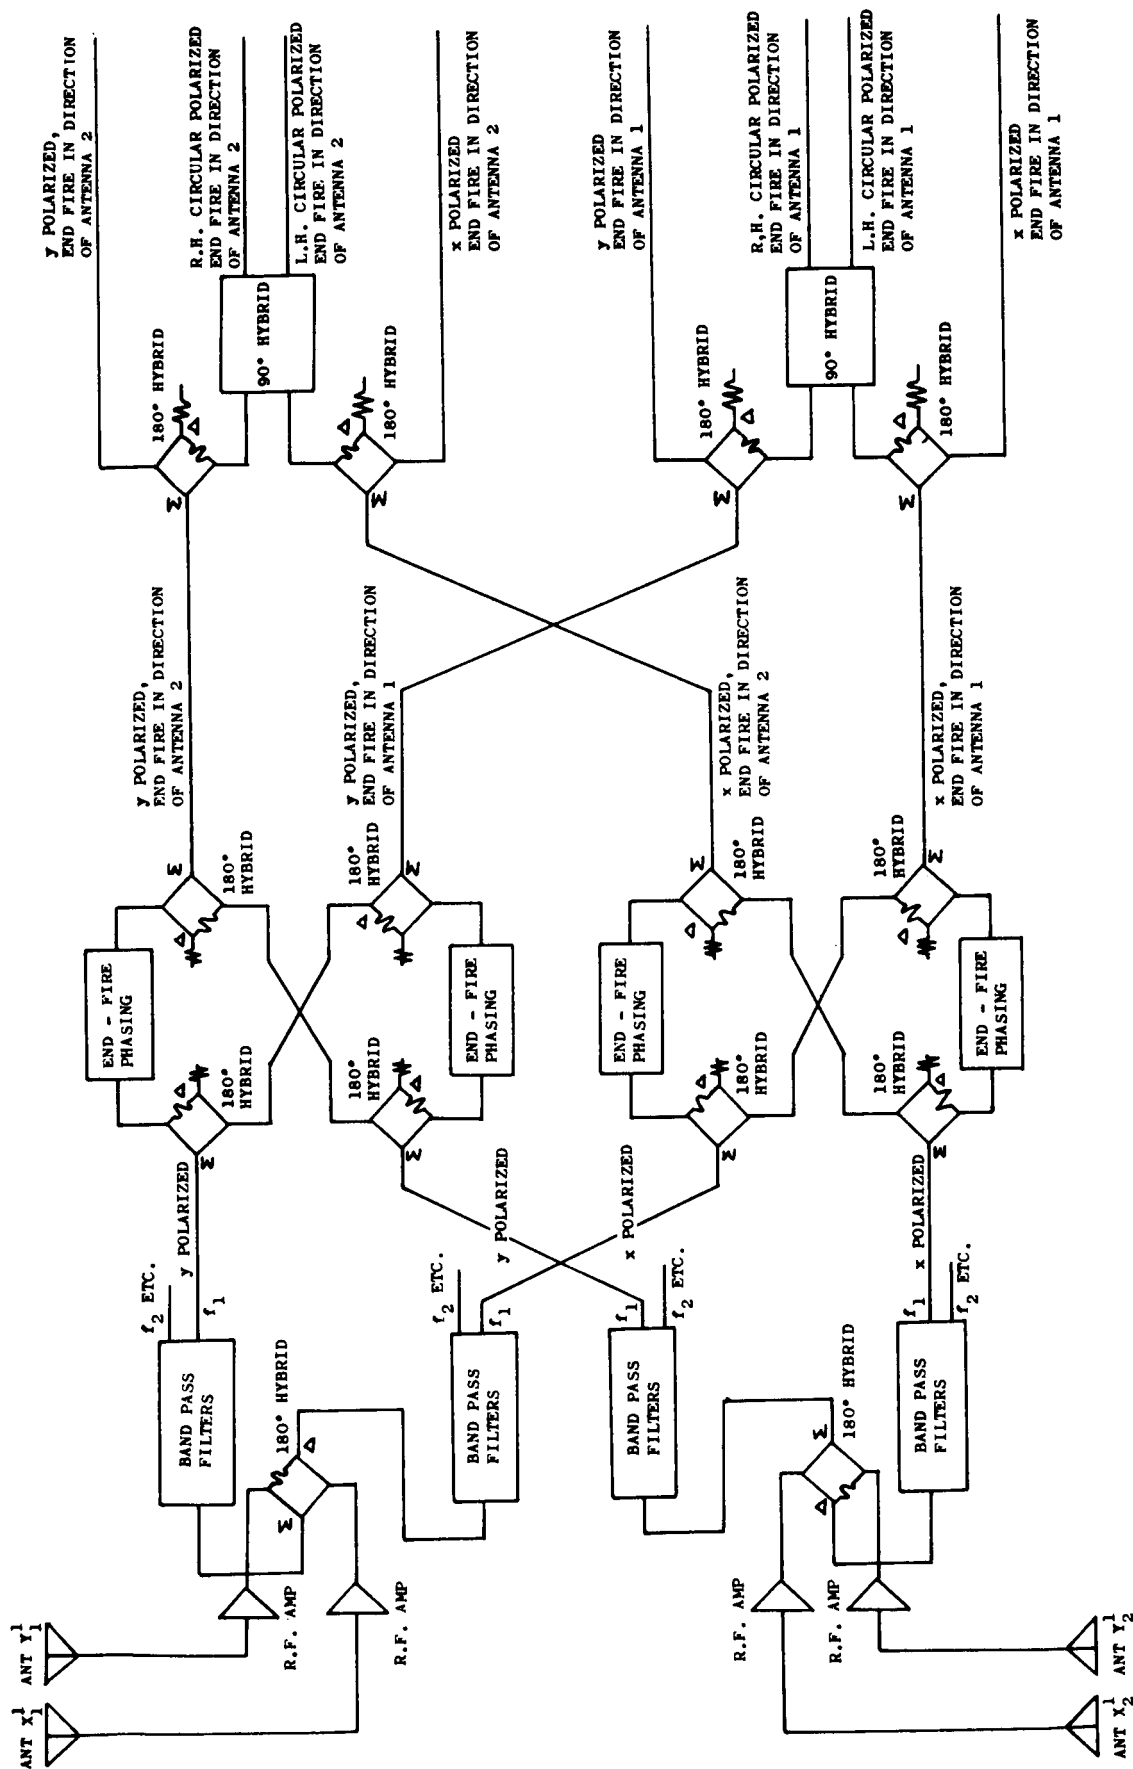 ANT X₁¹
ANT Y₁¹
R.F. AMP
R.F. AMP
Σ
180° HYBRID
Δ
BAND PASS
FILTERS
f₂ ETC.
f₁
y POLARIZED
BAND PASS
FILTERS
f₂ ETC.
f₁
x POLARIZED
ANT X₂¹
ANT Y₂¹
R.F. AMP
R.F. AMP
Δ
Σ
180° HYBRID
BAND PASS
FILTERS
f₁
f₂ ETC.
y POLARIZED
BAND PASS
FILTERS
f₁
f₂ ETC.
x POLARIZED
Σ
Δ
180°
HYBRID
END - FIRE
PHASING
Δ
Σ
180°
HYBRID
y POLARIZED,
END FIRE IN DIRECTION
OF ANTENNA 2
Σ
180°
HYBRID
Δ
END - FIRE
PHASING
180°
HYBRID
Δ
Σ
y POLARIZED,
END FIRE IN DIRECTION
OF ANTENNA 1
Σ
Δ
180°
HYBRID
END - FIRE
PHASING
Δ
Σ
180°
HYBRID
x POLARIZED,
END FIRE IN DIRECTION
OF ANTENNA 2
180°
HYBRID
Σ
Δ
END - FIRE
PHASING
180°
HYBRID
Δ
Σ
x POLARIZED,
END FIRE IN DIRECTION
OF ANTENNA 1
Σ
180° HYBRID
Δ
y POLARIZED,
END FIRE IN DIRECTION
OF ANTENNA 2
90° HYBRID
R.H. CIRCULAR POLARIZED
END FIRE IN DIRECTION
OF ANTENNA 2
L.H. CIRCULAR POLARIZED
END FIRE IN DIRECTION
OF ANTENNA 2
Σ
Δ
180° HYBRID
x POLARIZED
END FIRE IN DIRECTION
OF ANTENNA 2
Σ
180° HYBRID
Δ
y POLARIZED
END FIRE IN DIRECTION
OF ANTENNA 1
90° HYBRID
R,H. CIRCULAR POLARIZED
END FIRE IN DIRECTION
OF ANTENNA 1
L.H. CIRCULAR POLARIZED
END FIRE IN DIRECTION
OF ANTENNA 1
Σ
Δ
180° HYBRID
x POLARIZED
END FIRE IN DIRECTION
OF ANTENNA 1